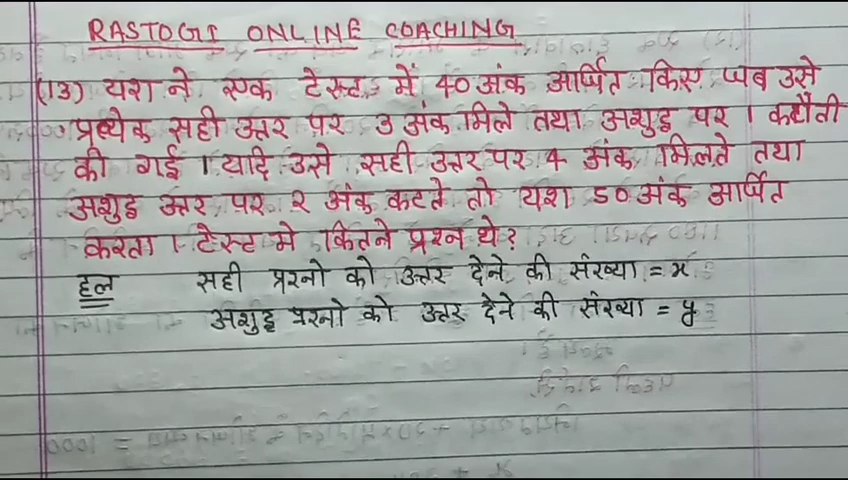 RASTOGI ONLINE COACHING
(13) यश ने एक टेस्ट में 40 अंक आर्जित किए जब उसे
प्रत्येक सही उत्तर पर 3 अंक मिले तथा अशुद्ध पर 1 कटौती
की गई । यदि उसे सही उत्तर पर 4 अंक मिलते तथा
अशुद्ध उत्तर पर 2 अंक कटते तो यश 50 अंक आर्जित
करता । टेस्ट मे कितने प्रश्न थे ?
हल सही प्रश्नो को उत्तर देने की संख्या = x
अशुद्ध प्रश्नो को उत्तर देने की संख्या = y